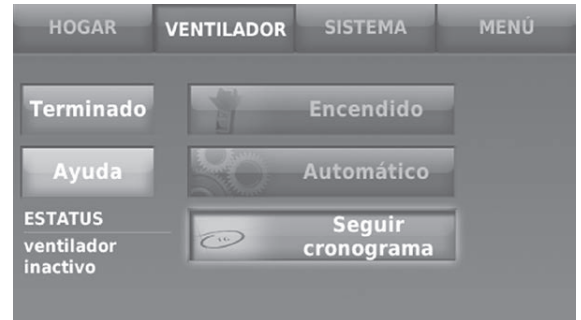 HOGAR VENTILADOR SISTEMA MENÚ
Terminado
Encendido
Ayuda
Automático
ESTATUS
ventilador
inactivo
Seguir
cronograma